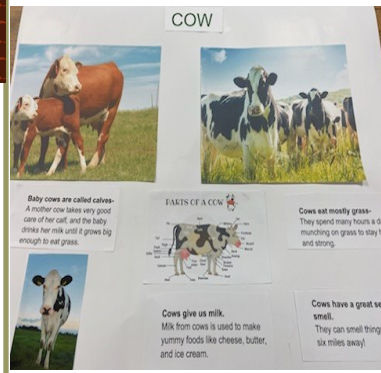 COW
Baby cows are called calves-
A mother cow takes very good
care of her calf, and the baby
drinks her milk until it grows big
enough to eat grass.
PARTS OF A COW
Cows eat mostly grass-
They spend many hours a d
munching on grass to stay h
and strong.
Cows give us milk.
Milk from cows is used to make
yummy foods like cheese, butter,
and ice cream.
Cows have a great se
smell.
They can smell thing
six miles away!